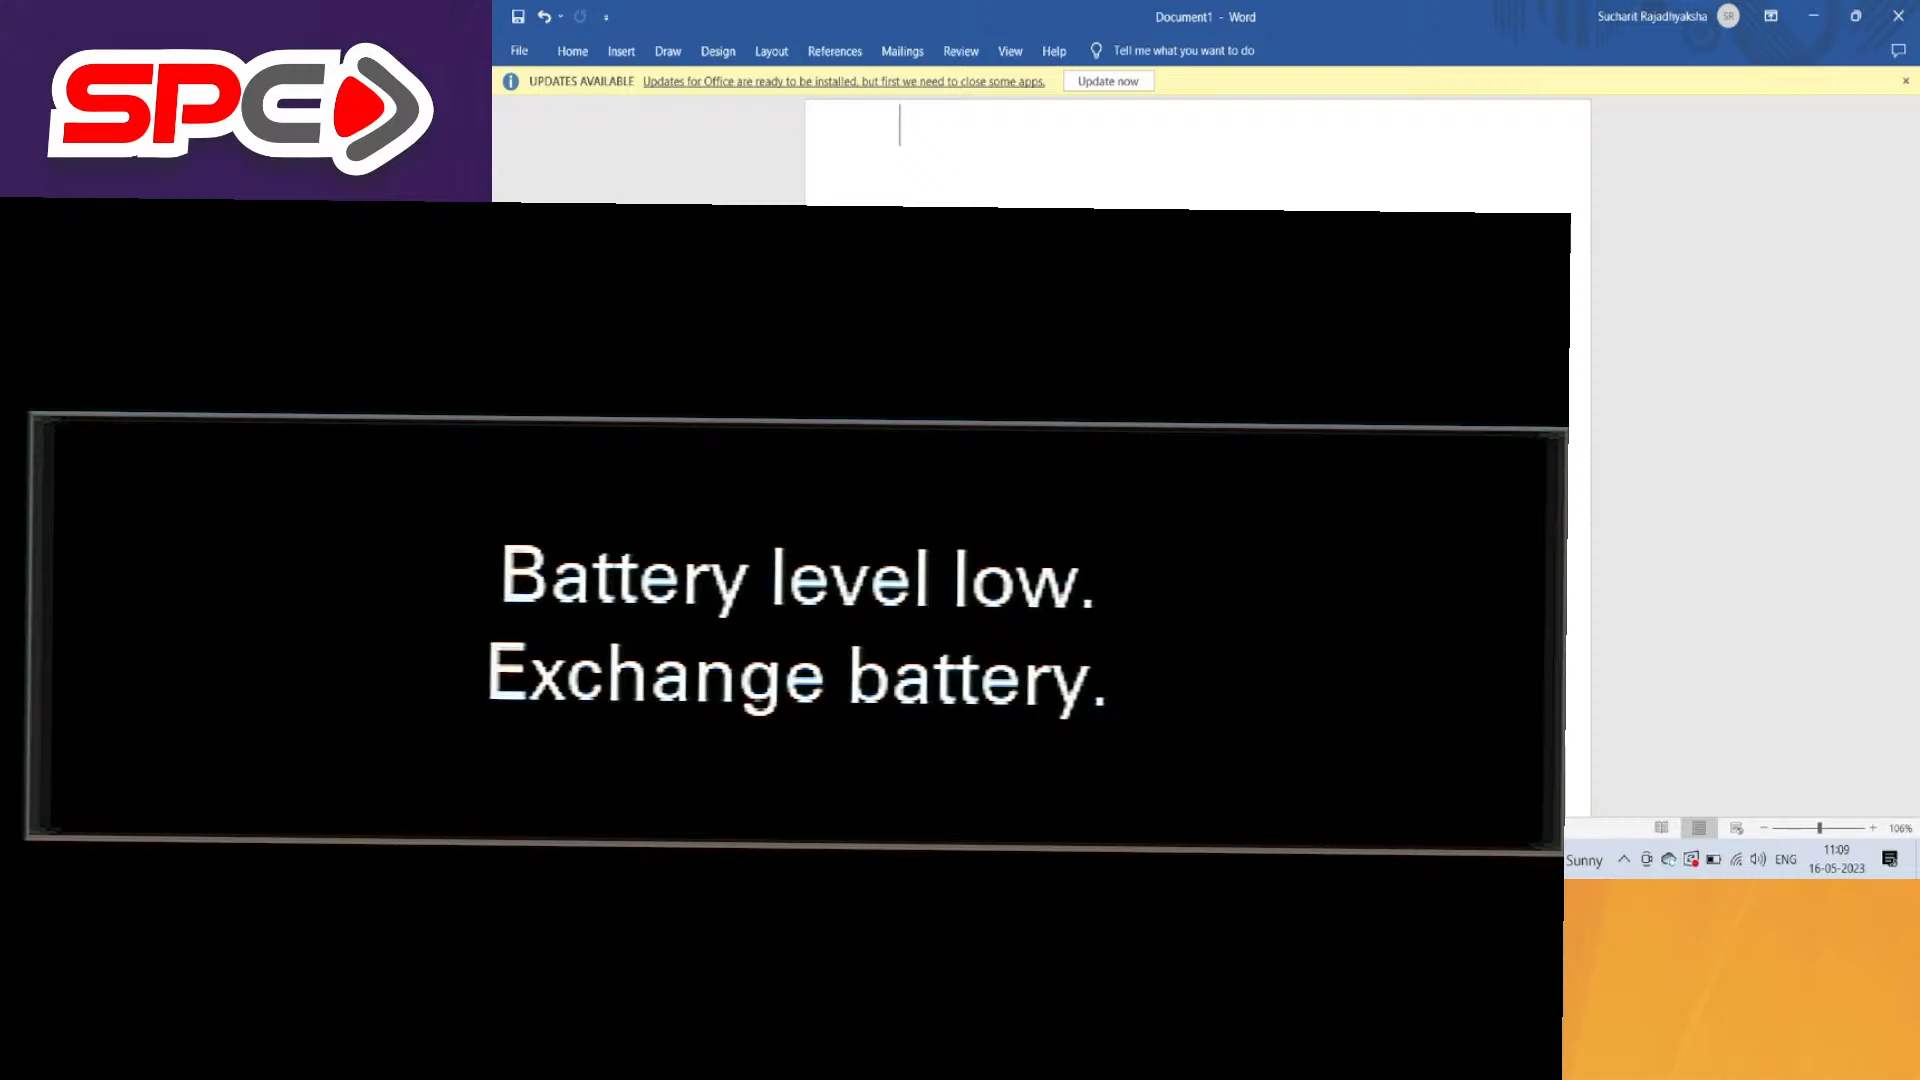 SPE
Document1 - Word
Sucharit Rajadhyaksha
SR
File Home Insert Draw Design Layout References Mailings Review View Help Tell me what you want to do
UPDATES AVAILABLE Updates for Office are ready to be installed, but first we need to close some apps. Update now
Battery level low.
Exchange battery.
106%
Sunny
ENG
11:09
16-05-2023